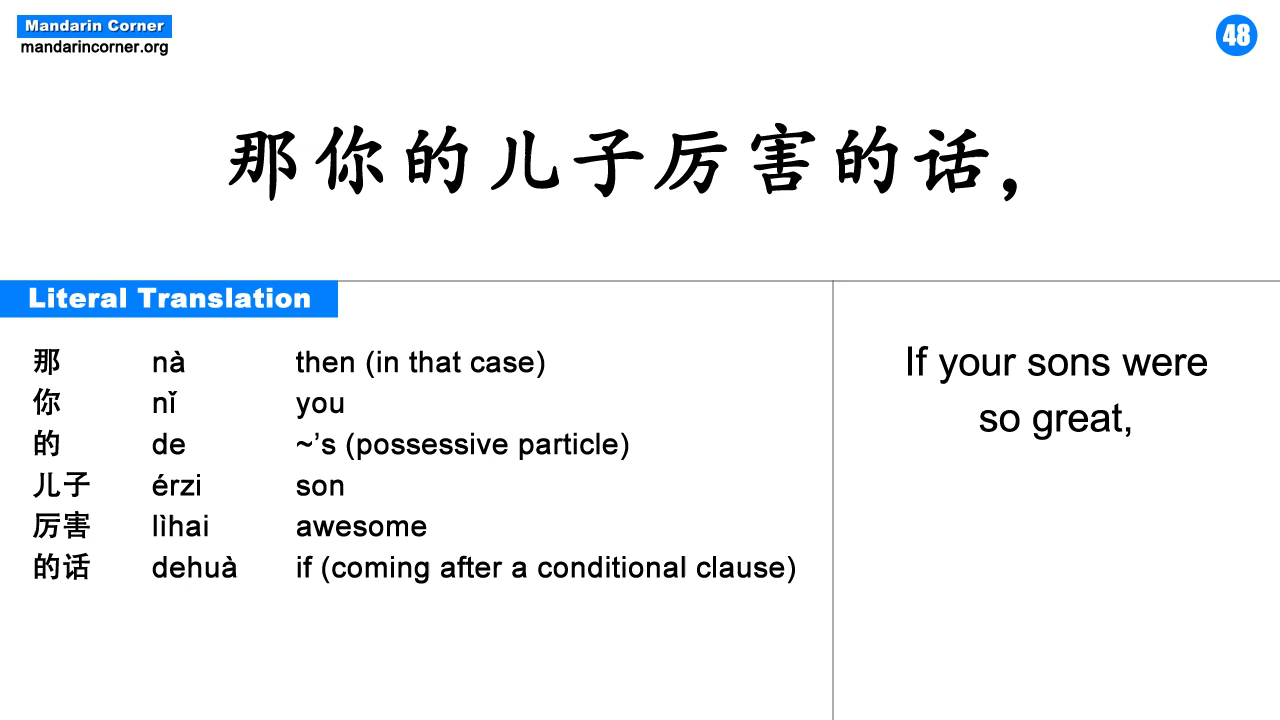 Mandarin Corner
mandarincorner.org
48
那你的儿子厉害的话，
Literal Translation
那 nà then (in that case)
你 nǐ you
的 de ~’s (possessive particle)
儿子 érzi son
厉害 lìhai awesome
的话 dehuà if (coming after a conditional clause)
If your sons were
so great,